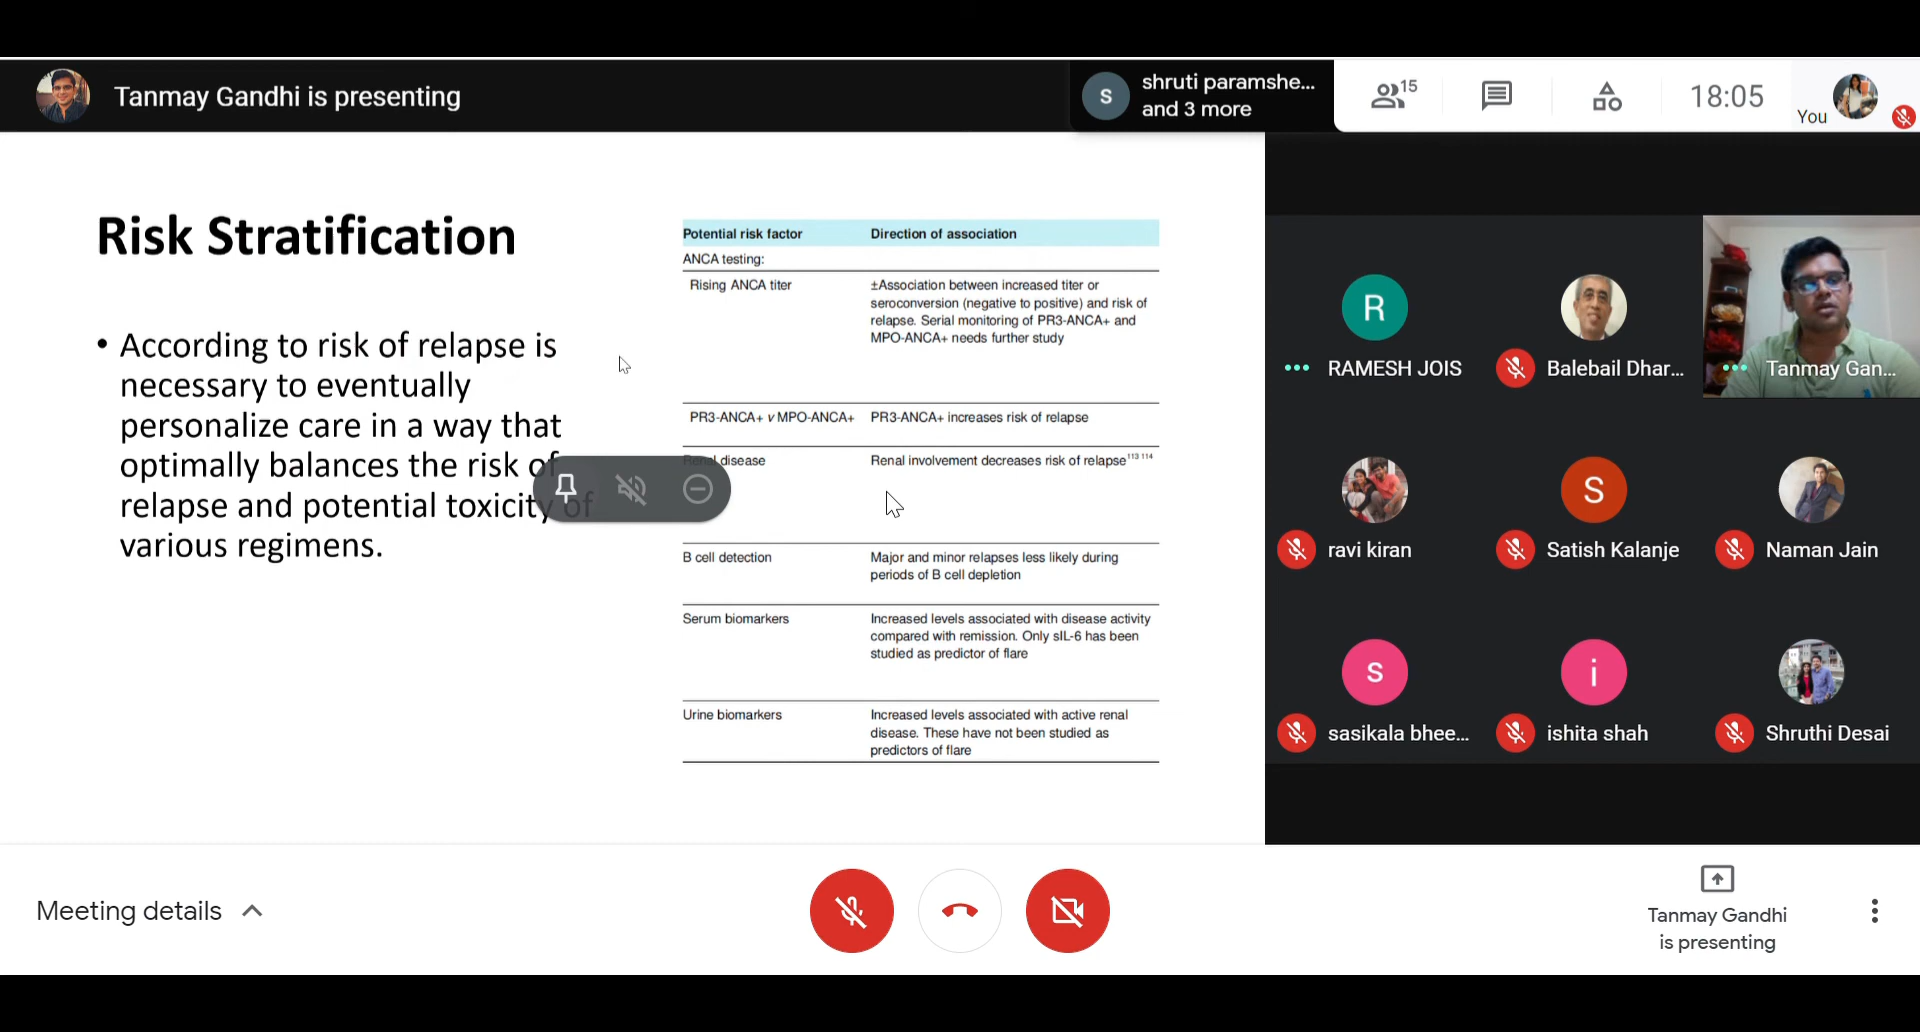 Tanmay Gandhi is presenting
S
shruti paramshe...
and 3 more
15
18:05
You
Risk Stratification
• According to risk of relapse is
necessary to eventually
personalize care in a way that
optimally balances the risk of
relapse and potential toxicity of
various regimens.
Potential risk factor Direction of association
ANCA testing:
Rising ANCA titer ±Association between increased titer or
seroconversion (negative to positive) and risk of
relapse. Serial monitoring of PR3-ANCA+ and
MPO-ANCA+ needs further study
PR3-ANCA+ v MPO-ANCA+ PR3-ANCA+ increases risk of relapse
Renal disease Renal involvement decreases risk of relapse113 114
B cell detection Major and minor relapses less likely during
periods of B cell depletion
Serum biomarkers Increased levels associated with disease activity
compared with remission. Only sIL-6 has been
studied as predictor of flare
Urine biomarkers Increased levels associated with active renal
disease. These have not been studied as
predictors of flare
R
RAMESH JOIS
Balebail Dhar...
Tanmay Gan...
S
ravi kiran
Satish Kalanje
Naman Jain
s
i
sasikala bhee...
ishita shah
Shruthi Desai
Meeting details
Tanmay Gandhi
is presenting